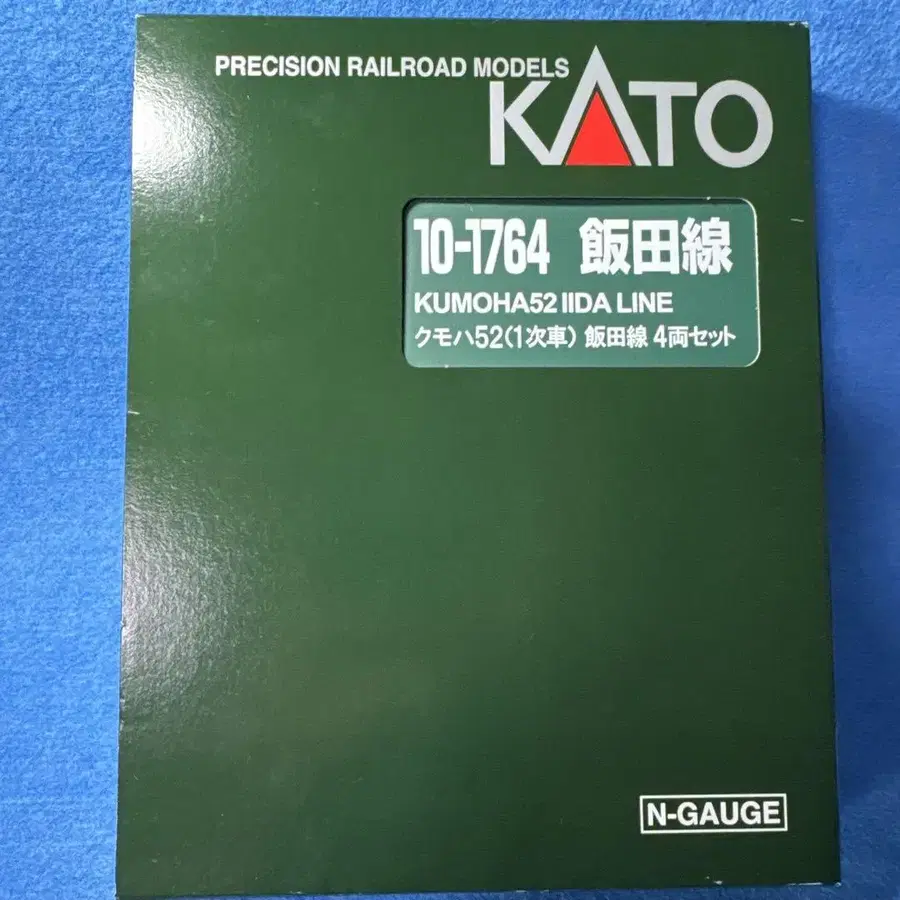 PRECISION RAILROAD MODELS
KATO
10-1764 飯田線
KUMOHA52 IIDA LINE
クモハ52(1次車) 飯田線 4両セット
N-GAUGE